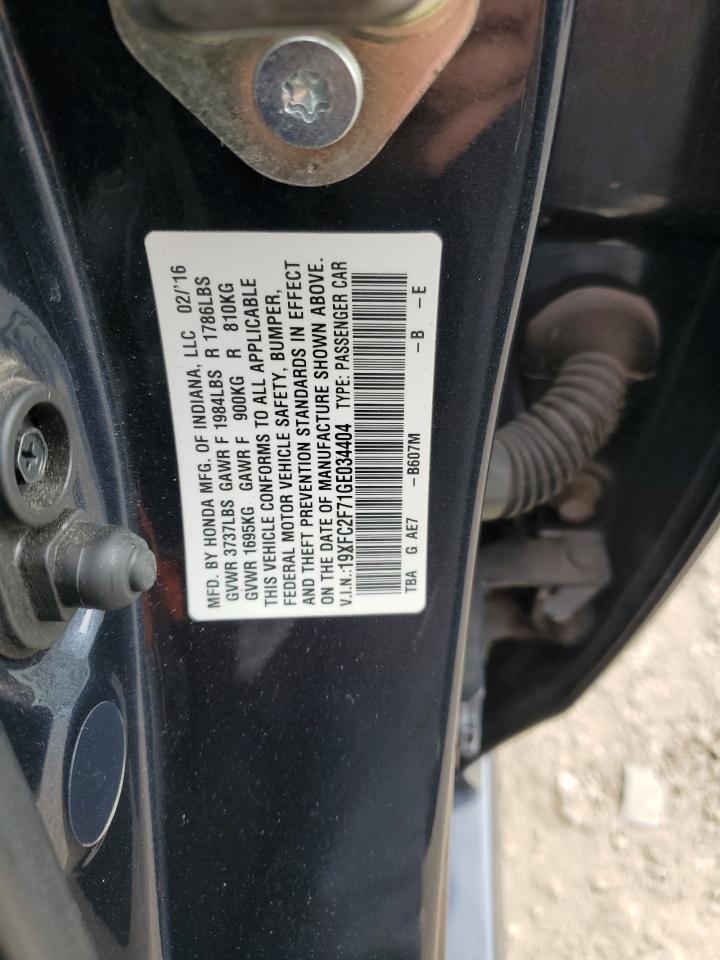 MFD. BY HONDA MFG. OF INDIANA, LLC 02/'16
GVWR 3737LBS GAWR F 1984LBS R 1786LBS
GVWR 1695KG GAWR F 900KG R 810KG
THIS VEHICLE CONFORMS TO ALL APPLICABLE
FEDERAL MOTOR VEHICLE SAFETY, BUMPER,
AND THEFT PREVENTION STANDARDS IN EFFECT
ON THE DATE OF MANUFACTURE SHOWN ABOVE.
V.I.N.:19XFC2F71GE034404 TYPE: PASSENGER CAR
TBA G AE7 -B607M -B -E